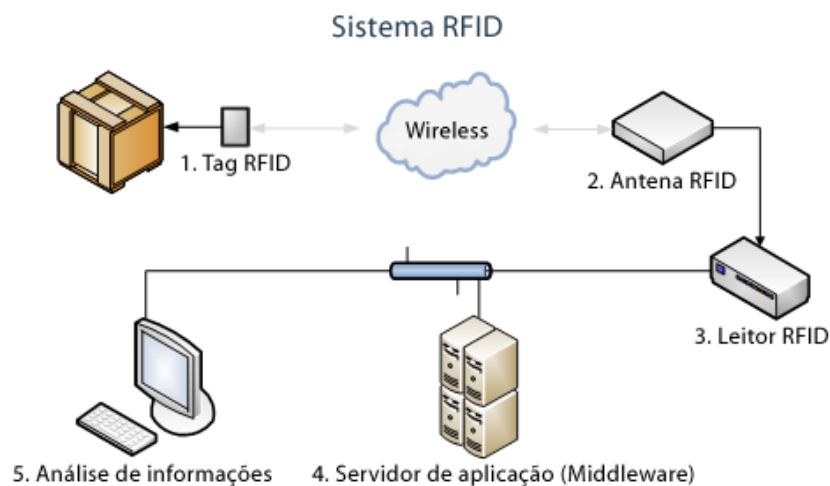 Sistema RFID
Wireless
1. Tag RFID
2. Antena RFID
3. Leitor RFID
5. Análise de informações
4. Servidor de aplicação (Middleware)